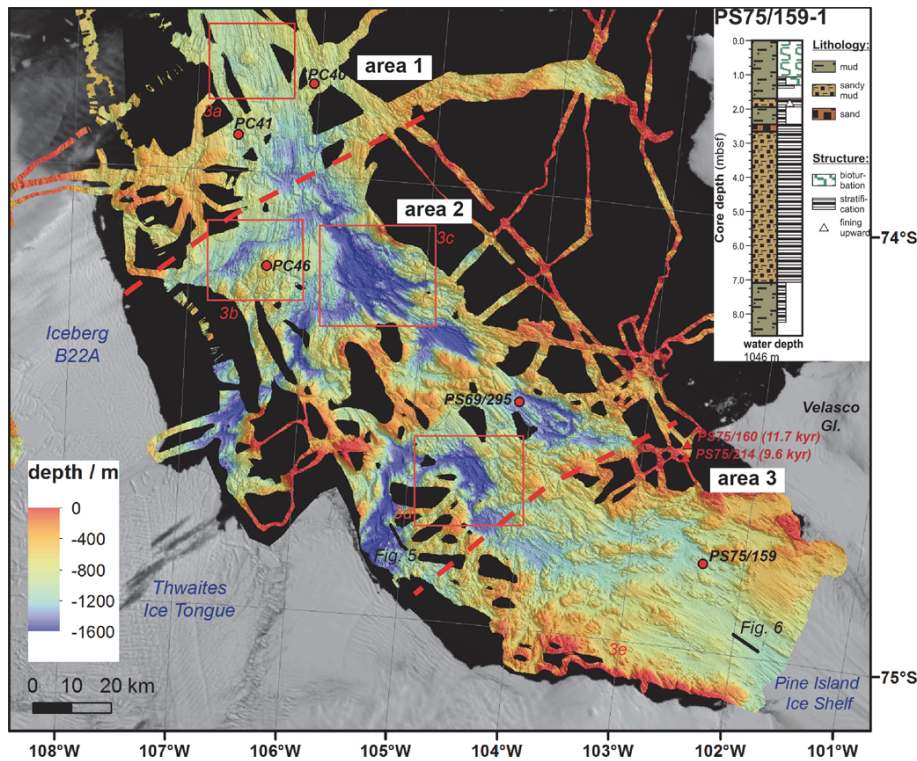 PS75/159-1
0.0
1.0
2.0
3.0
4.0
5.0
6.0
7.0
8.0
Core depth (mbsf)
water depth
1046 m
Lithology:
mud
sandy
mud
sand
Structure:
biotur-
bation
stratifi-
cation
fining
upward
PC40
area 1
3a
PC41
area 2
3c
74°S
PC46
3b
Iceberg
B22A
PS69/295
Velasco
Gl.
PS75/160 (11.7 kyr)
PS75/214 (9.6 kyr)
area 3
depth / m
0
-400
-800
-1200
-1600
3d
Fig. 5
PS75/159
Thwaites
Ice Tongue
Fig. 6
3e
75°S
Pine Island
Ice Shelf
0 10 20 km
108°W 107°W 106°W 105°W 104°W 103°W 102°W 101°W